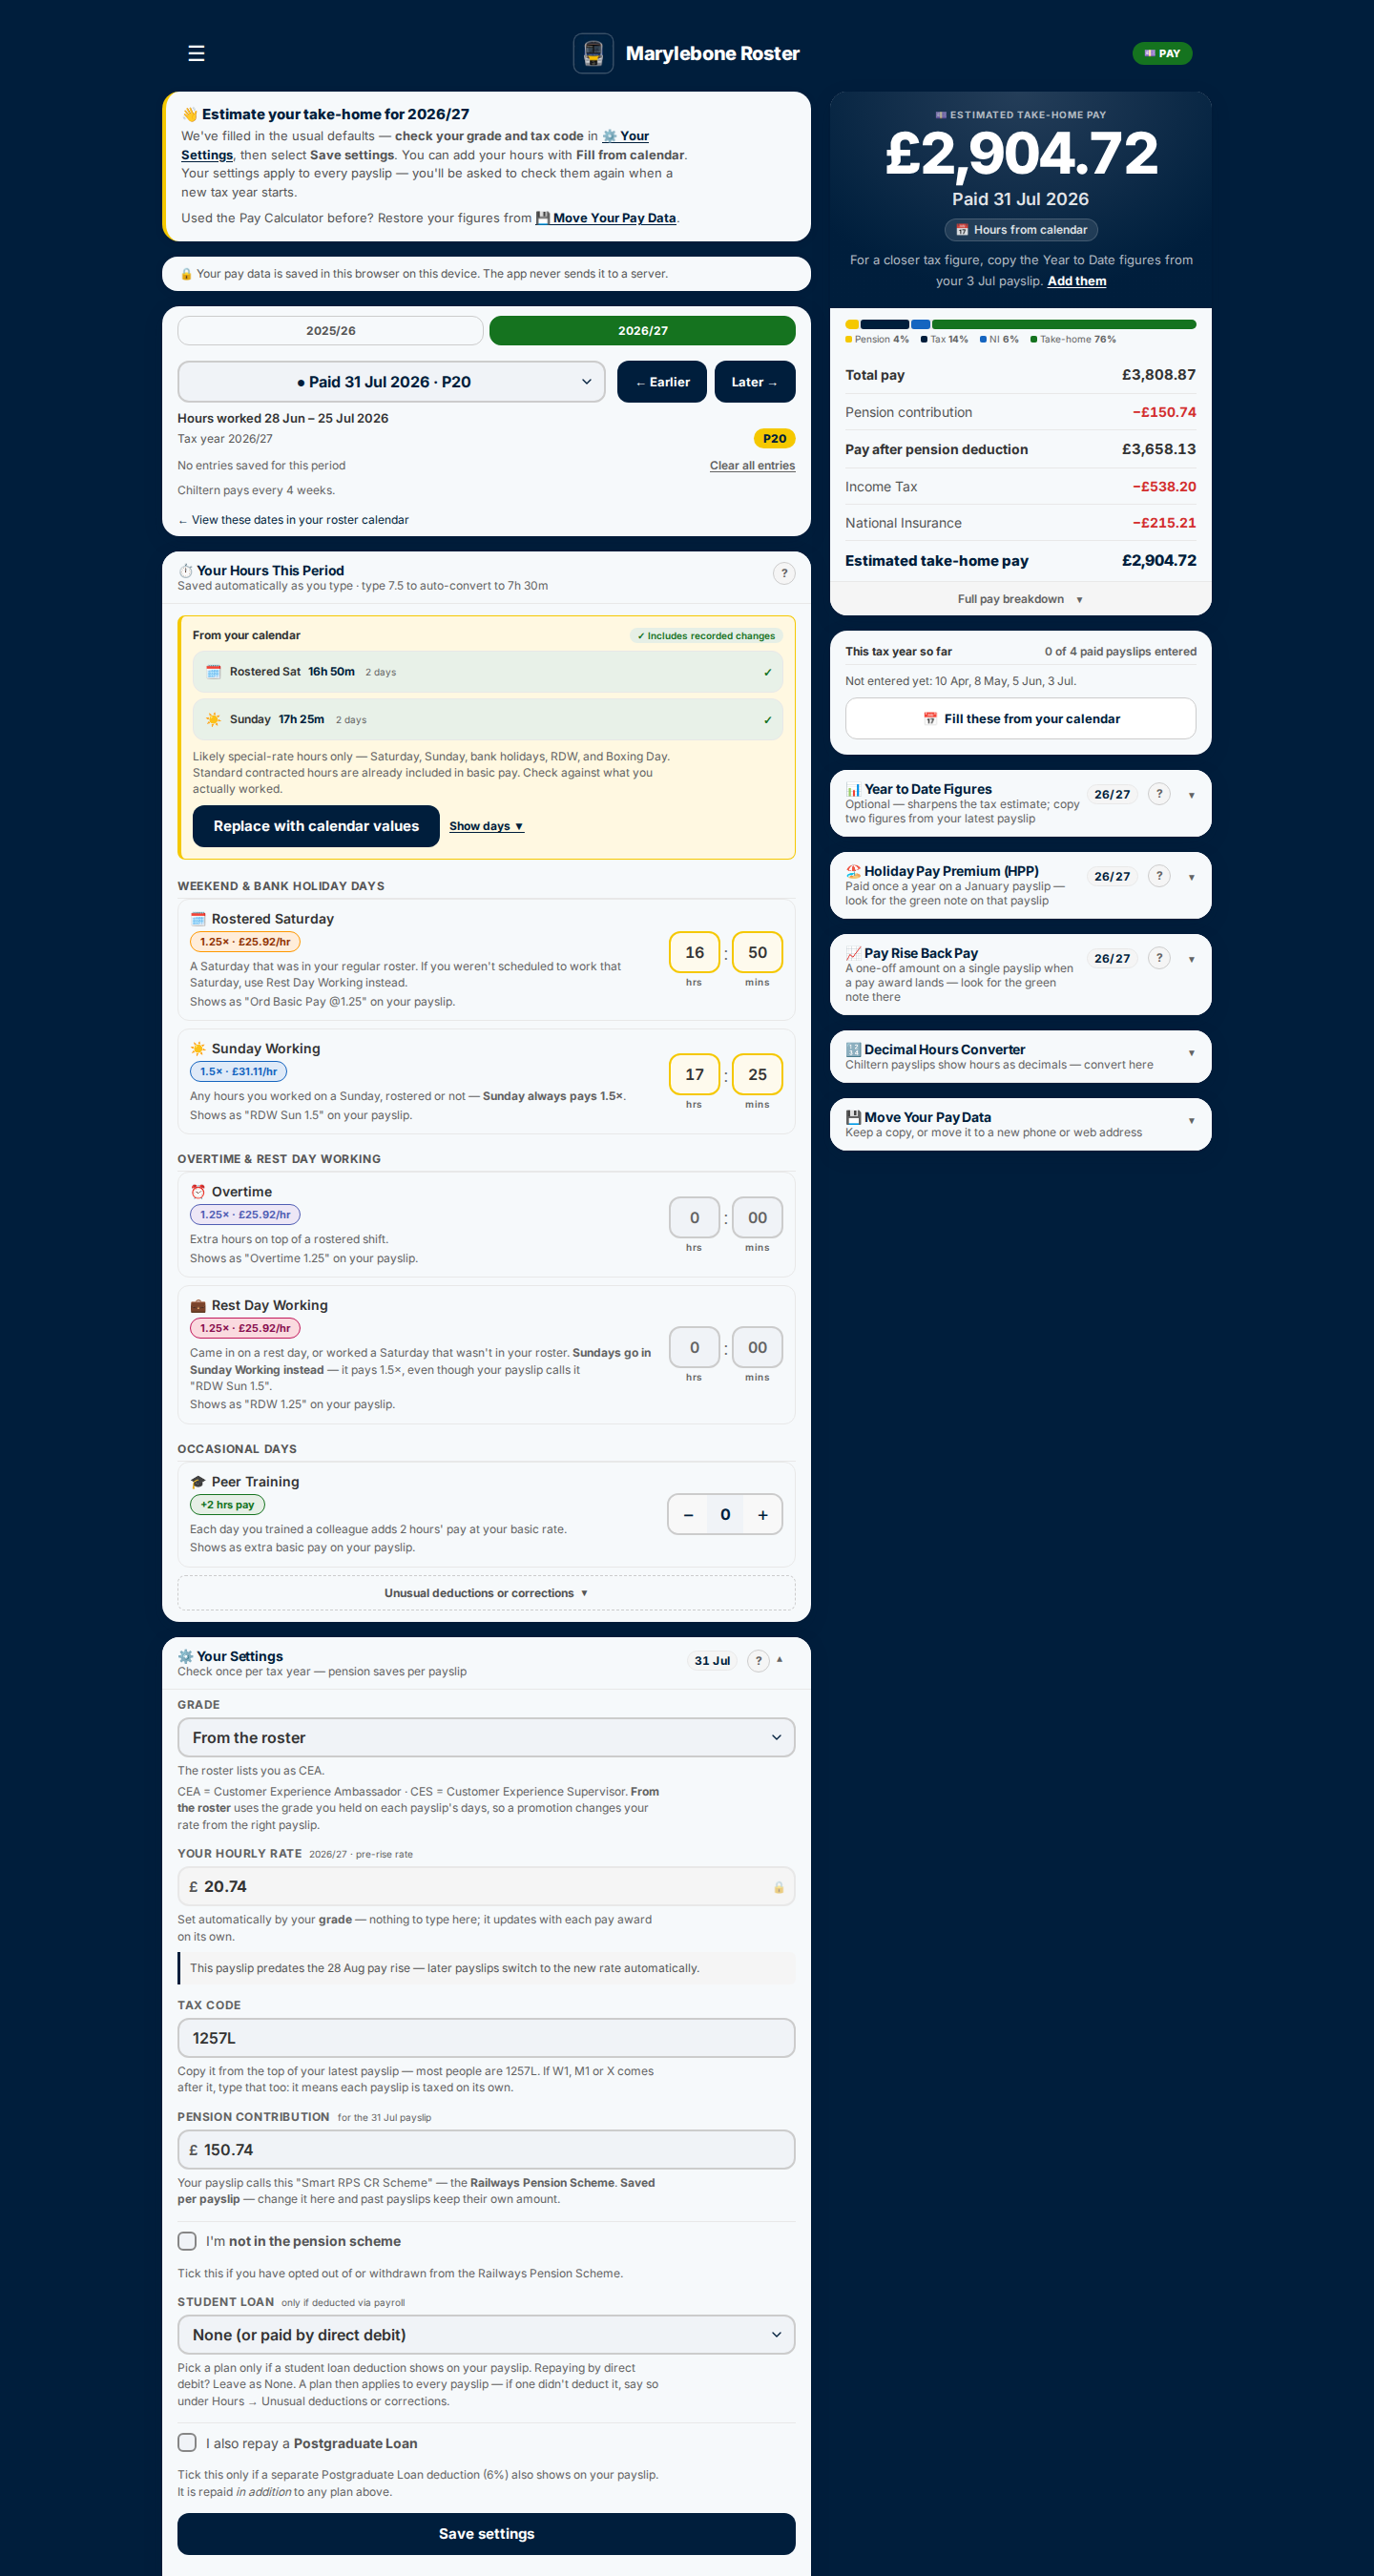 ☰
Marylebone Roster
💷 PAY
👋 Estimate your take-home for 2026/27
We've filled in the usual defaults — check your grade and tax code in ⚙️ Your
Settings, then select Save settings. You can add your hours with Fill from calendar.
Your settings apply to every payslip — you'll be asked to check them again when a
new tax year starts.
Used the Pay Calculator before? Restore your figures from 💾 Move Your Pay Data.
🔒 Your pay data is saved in this browser on this device. The app never sends it to a server.
2025/26
2026/27
● Paid 31 Jul 2026 · P20
← Earlier
Later →
Hours worked 28 Jun – 25 Jul 2026
Tax year 2026/27
P20
No entries saved for this period
Clear all entries
Chiltern pays every 4 weeks.
← View these dates in your roster calendar
⏱️ Your Hours This Period
Saved automatically as you type · type 7.5 to auto-convert to 7h 30m
?
From your calendar
✓ Includes recorded changes
🗓️ Rostered Sat 16h 50m 2 days ✓
☀️ Sunday 17h 25m 2 days ✓
Likely special-rate hours only — Saturday, Sunday, bank holidays, RDW, and Boxing Day.
Standard contracted hours are already included in basic pay. Check against what you
actually worked.
Replace with calendar values
Show days ▼
WEEKEND & BANK HOLIDAY DAYS
🗓️ Rostered Saturday
1.25× · £25.92/hr
A Saturday that was in your regular roster. If you weren't scheduled to work that
Saturday, use Rest Day Working instead.
Shows as "Ord Basic Pay @1.25" on your payslip.
16 : 50
hrs mins
☀️ Sunday Working
1.5× · £31.11/hr
Any hours you worked on a Sunday, rostered or not — Sunday always pays 1.5×.
Shows as "RDW Sun 1.5" on your payslip.
17 : 25
hrs mins
OVERTIME & REST DAY WORKING
⏰ Overtime
1.25× · £25.92/hr
Extra hours on top of a rostered shift.
Shows as "Overtime 1.25" on your payslip.
0 : 00
hrs mins
💼 Rest Day Working
1.25× · £25.92/hr
Came in on a rest day, or worked a Saturday that wasn't in your roster. Sundays go in
Sunday Working instead — it pays 1.5×, even though your payslip calls it
"RDW Sun 1.5".
Shows as "RDW 1.25" on your payslip.
0 : 00
hrs mins
OCCASIONAL DAYS
🎓 Peer Training
+2 hrs pay
Each day you trained a colleague adds 2 hours' pay at your basic rate.
Shows as extra basic pay on your payslip.
− 0 +
Unusual deductions or corrections ▼
⚙️ Your Settings
Check once per tax year — pension saves per payslip
31 Jul
?
▲
GRADE
From the roster
The roster lists you as CEA.
CEA = Customer Experience Ambassador · CES = Customer Experience Supervisor. From
the roster uses the grade you held on each payslip's days, so a promotion changes your
rate from the right payslip.
YOUR HOURLY RATE 2026/27 · pre-rise rate
£ 20.74 🔒
Set automatically by your grade — nothing to type here; it updates with each pay award
on its own.
This payslip predates the 28 Aug pay rise — later payslips switch to the new rate automatically.
TAX CODE
1257L
Copy it from the top of your latest payslip — most people are 1257L. If W1, M1 or X comes
after it, type that too: it means each payslip is taxed on its own.
PENSION CONTRIBUTION for the 31 Jul payslip
£ 150.74
Your payslip calls this "Smart RPS CR Scheme" — the Railways Pension Scheme. Saved
per payslip — change it here and past payslips keep their own amount.
I'm not in the pension scheme
Tick this if you have opted out of or withdrawn from the Railways Pension Scheme.
STUDENT LOAN only if deducted via payroll
None (or paid by direct debit)
Pick a plan only if a student loan deduction shows on your payslip. Repaying by direct
debit? Leave as None. A plan then applies to every payslip — if one didn't deduct it, say so
under Hours → Unusual deductions or corrections.
I also repay a Postgraduate Loan
Tick this only if a separate Postgraduate Loan deduction (6%) also shows on your payslip.
It is repaid in addition to any plan above.
Save settings
💷 ESTIMATED TAKE-HOME PAY
£2,904.72
Paid 31 Jul 2026
📅 Hours from calendar
For a closer tax figure, copy the Year to Date figures from
your 3 Jul payslip. Add them
Pension 4% Tax 14% NI 6% Take-home 76%
Total pay £3,808.87
Pension contribution −£150.74
Pay after pension deduction £3,658.13
Income Tax −£538.20
National Insurance −£215.21
Estimated take-home pay £2,904.72
Full pay breakdown ▼
This tax year so far 0 of 4 paid payslips entered
Not entered yet: 10 Apr, 8 May, 5 Jun, 3 Jul.
📅 Fill these from your calendar
📊 Year to Date Figures
Optional — sharpens the tax estimate; copy
two figures from your latest payslip
26/27 ? ▼
🏖️ Holiday Pay Premium (HPP)
Paid once a year on a January payslip —
look for the green note on that payslip
26/27 ? ▼
📈 Pay Rise Back Pay
A one-off amount on a single payslip when
a pay award lands — look for the green
note there
26/27 ? ▼
🔢 Decimal Hours Converter
Chiltern payslips show hours as decimals — convert here
▼
💾 Move Your Pay Data
Keep a copy, or move it to a new phone or web address
▼